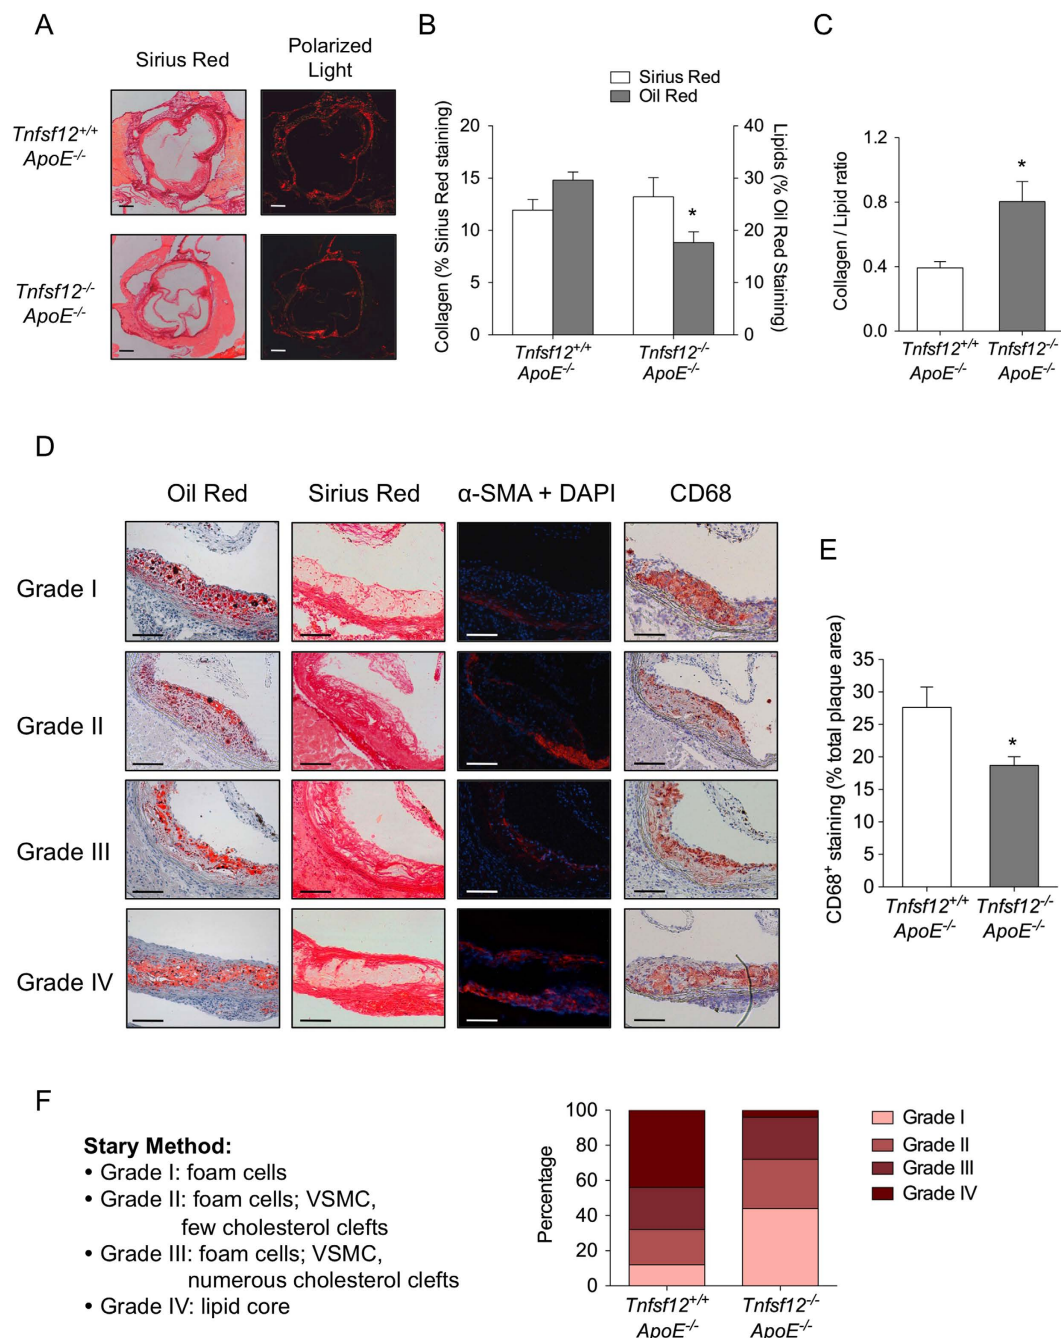 A
Sirius Red
Polarized
Light
Tnfsf12+/+
ApoE-/-
Tnfsf12-/-
ApoE-/-
B
Sirius Red
Oil Red
Collagen (% Sirius Red staining)
20
15
10
5
0
40
30
20
10
0
Lipids (% Oil Red Staining)
*
Tnfsf12+/+
ApoE-/-
Tnfsf12-/-
ApoE-/-
C
Collagen / Lipid ratio
1.2
0.8
0.4
0.0
*
Tnfsf12+/+
ApoE-/-
Tnfsf12-/-
ApoE-/-
D
Oil Red
Sirius Red
α-SMA + DAPI
CD68
Grade I
Grade II
Grade III
Grade IV
E
CD68+ staining (% total plaque area)
35
30
25
20
15
10
5
0
*
Tnfsf12+/+
ApoE-/-
Tnfsf12-/-
ApoE-/-
F
Stary Method:
• Grade I: foam cells
• Grade II: foam cells; VSMC,
few cholesterol clefts
• Grade III: foam cells; VSMC,
numerous cholesterol clefts
• Grade IV: lipid core
Percentage
100
80
60
40
20
0
Tnfsf12+/+
ApoE-/-
Tnfsf12-/-
ApoE-/-
Grade I
Grade II
Grade III
Grade IV